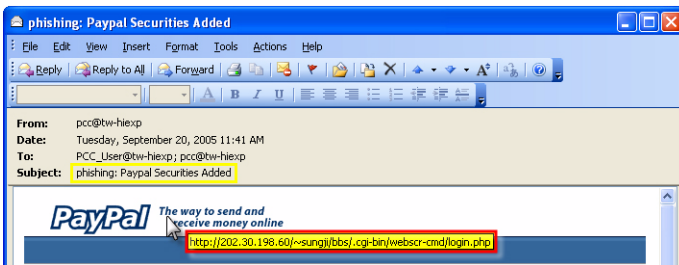 phishing: Paypal Securities Added
File Edit View Insert Format Tools Actions Help
Reply Reply to All Forward
A B I U
From: pcc@tw-hiexp
Date: Tuesday, September 20, 2005 11:41 AM
To: PCC_User@tw-hiexp; pcc@tw-hiexp
Subject: phishing: Paypal Securities Added
PayPal The way to send and
receive money online
http://202.30.198.60/~sungji/bbs/.cgi-bin/webscr-cmd/login.php